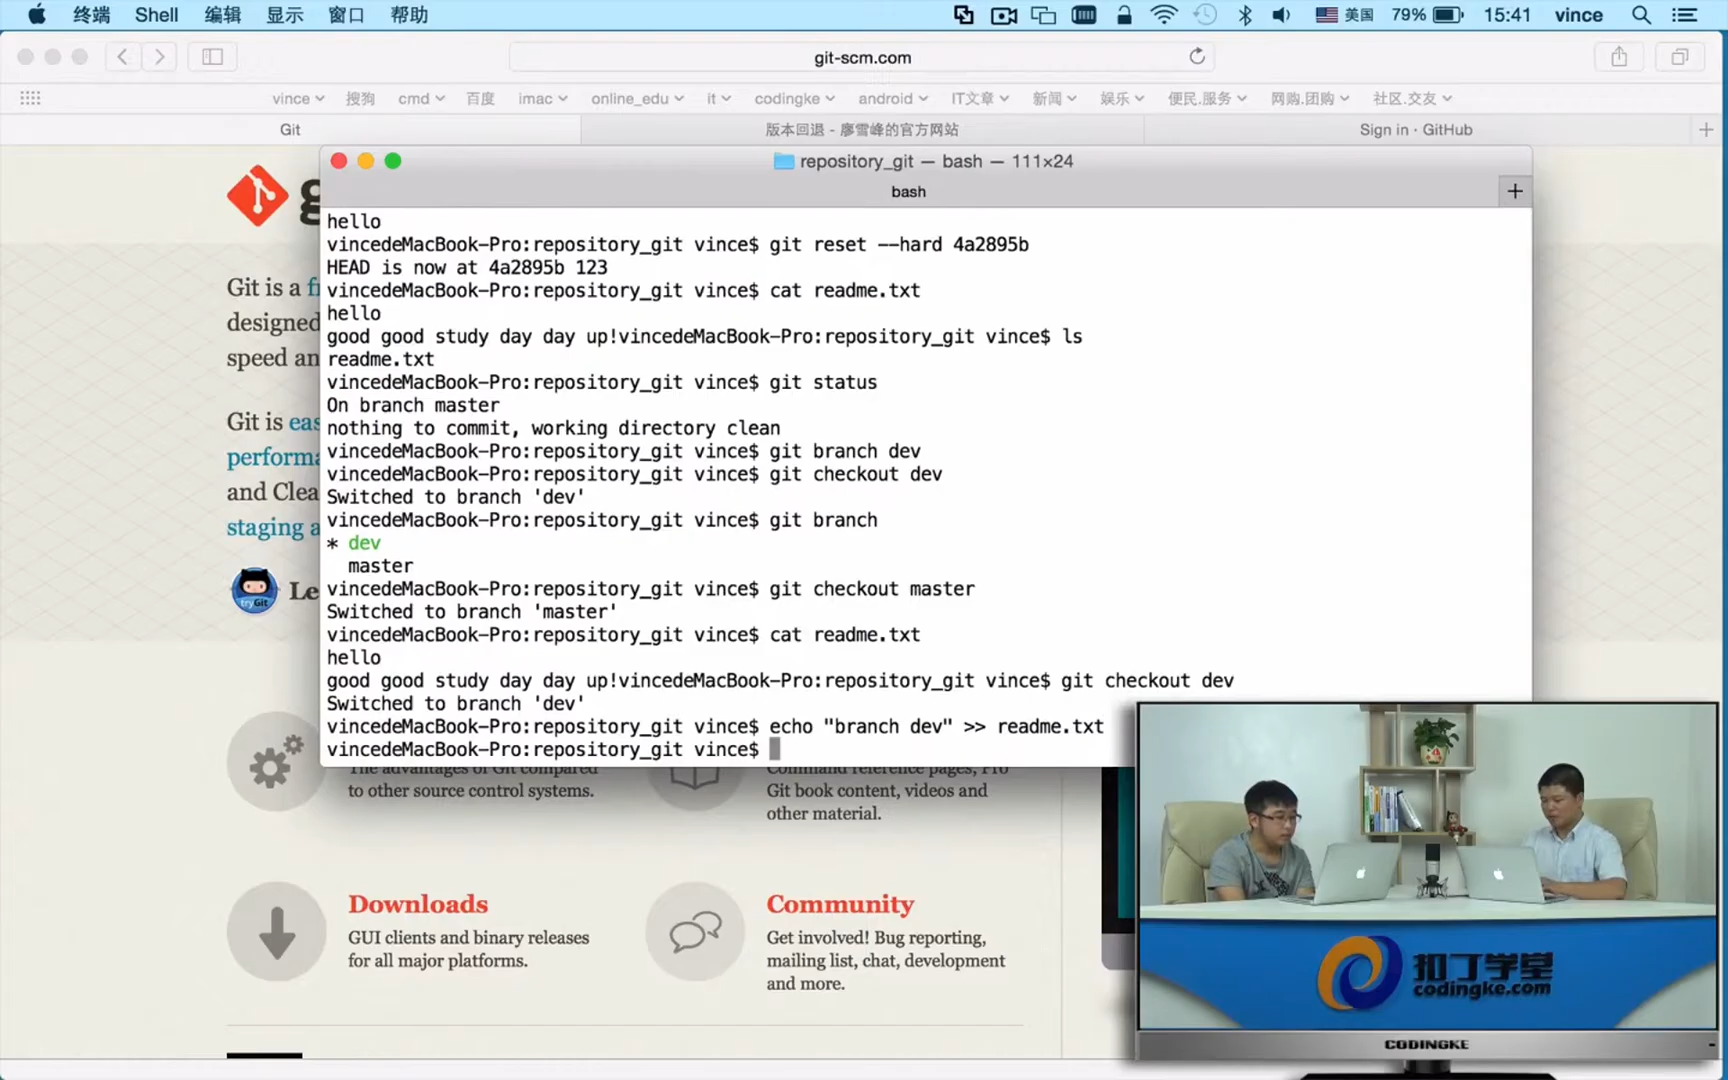 终端 Shell 编辑 显示 窗口 帮助 美国 79% 15:41 vince
git-scm.com
vince 搜狗 cmd 百度 imac online_edu it codingke android IT文章 新闻 娱乐 便民.服务 网购.团购 社区.交友
Git 版本回退 - 廖雪峰的官方网站 Sign in · GitHub
repository_git — bash — 111×24
bash
hello
vincedeMacBook-Pro:repository_git vince$ git reset --hard 4a2895b
HEAD is now at 4a2895b 123
vincedeMacBook-Pro:repository_git vince$ cat readme.txt
hello
good good study day day up!vincedeMacBook-Pro:repository_git vince$ ls
readme.txt
vincedeMacBook-Pro:repository_git vince$ git status
On branch master
nothing to commit, working directory clean
vincedeMacBook-Pro:repository_git vince$ git branch dev
vincedeMacBook-Pro:repository_git vince$ git checkout dev
Switched to branch 'dev'
vincedeMacBook-Pro:repository_git vince$ git branch
* dev
master
vincedeMacBook-Pro:repository_git vince$ git checkout master
Switched to branch 'master'
vincedeMacBook-Pro:repository_git vince$ cat readme.txt
hello
good good study day day up!vincedeMacBook-Pro:repository_git vince$ git checkout dev
Switched to branch 'dev'
vincedeMacBook-Pro:repository_git vince$ echo "branch dev" >> readme.txt
vincedeMacBook-Pro:repository_git vince$
g
Git is a
designed
speed an
Git is eas
performa
and Clea
staging a
tryGit
Le
The advantages of Git compared
to other source control systems.
Command reference pages, Pro
Git book content, videos and
other material.
Downloads
GUI clients and binary releases
for all major platforms.
Community
Get involved! Bug reporting,
mailing list, chat, development
and more.
扣丁学堂
codingke.com
CODINGKE